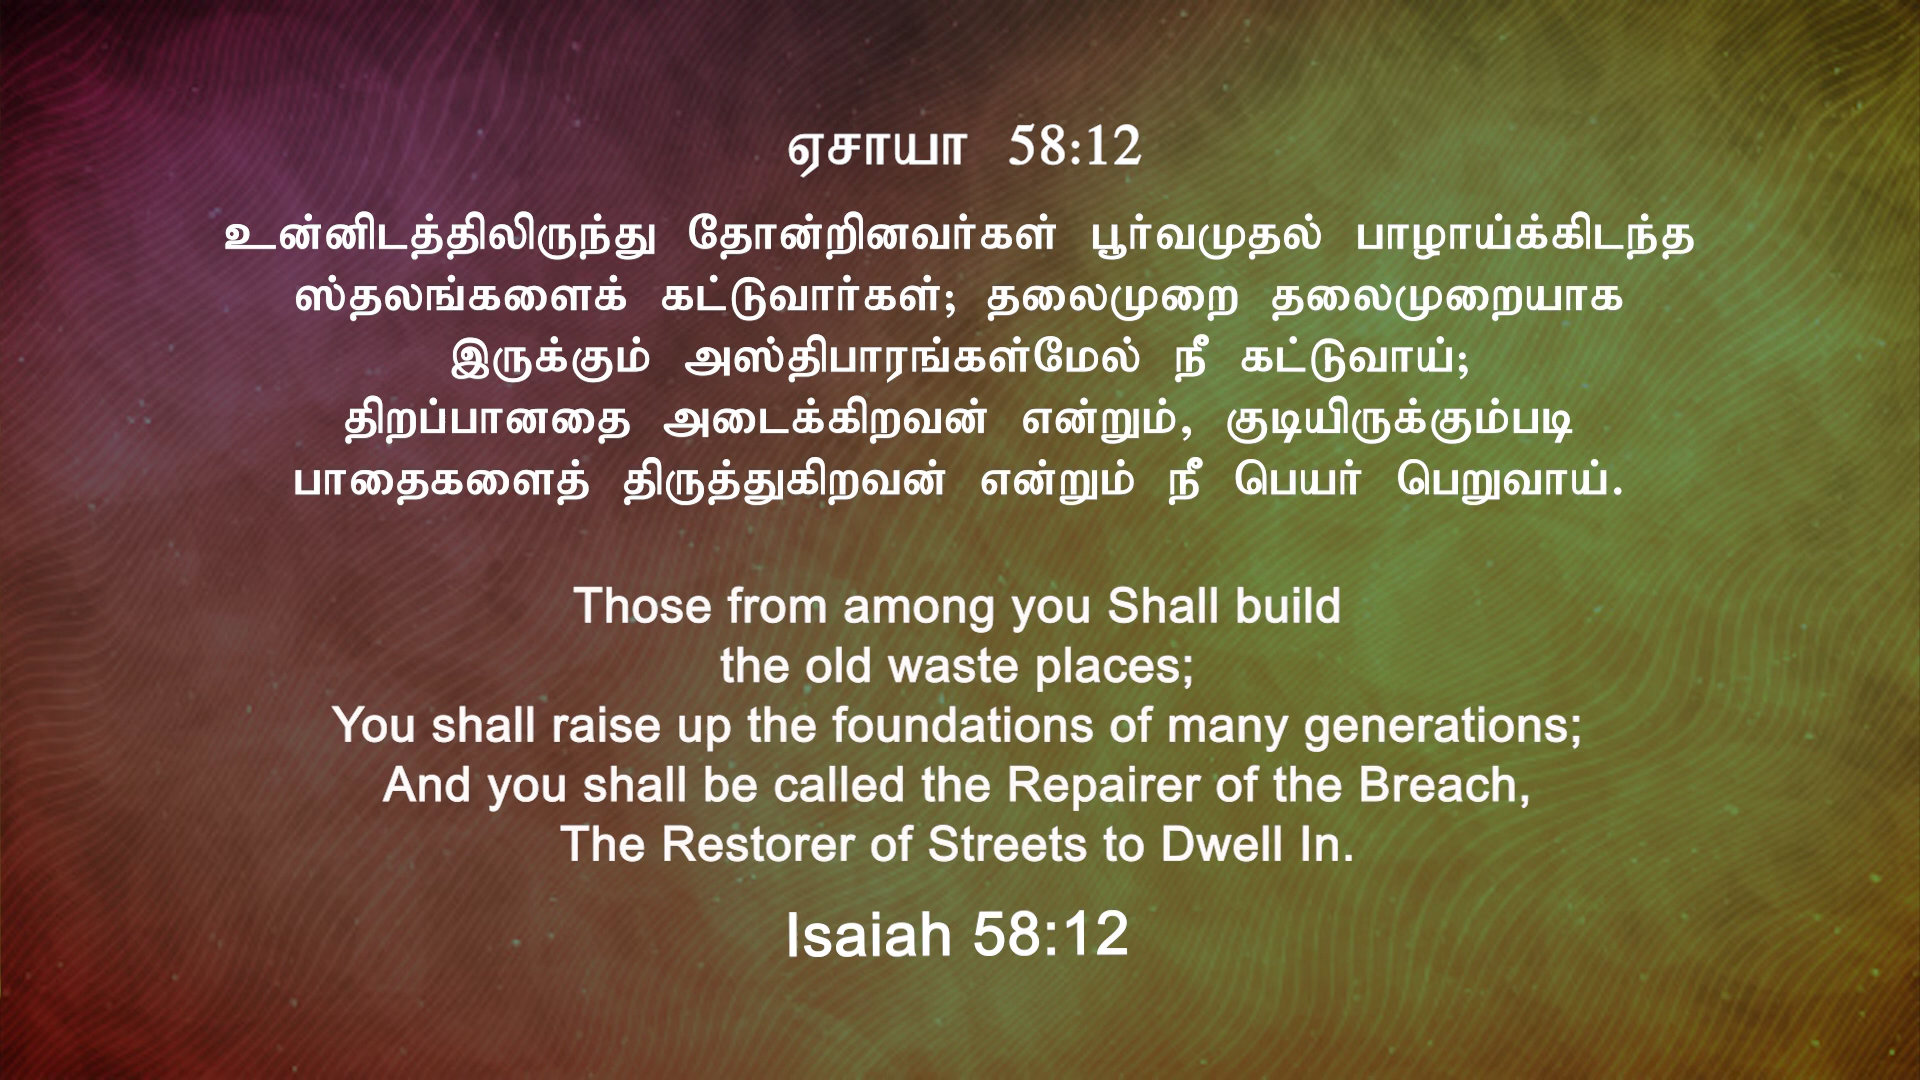 ஏசாயா 58:12
உன்னிடத்திலிருந்து தோன்றினவர்கள் பூர்வமுதல் பாழாய்க்கிடந்த
ஸ்தலங்களைக் கட்டுவார்கள்; தலைமுறை தலைமுறையாக
இருக்கும் அஸ்திபாரங்கள்மேல் நீ கட்டுவாய்;
திறப்பானதை அடைக்கிறவன் என்றும், குடியிருக்கும்படி
பாதைகளைத் திருத்துகிறவன் என்றும் நீ பெயர் பெறுவாய்.
Those from among you Shall build
the old waste places;
You shall raise up the foundations of many generations;
And you shall be called the Repairer of the Breach,
The Restorer of Streets to Dwell In.
Isaiah 58:12